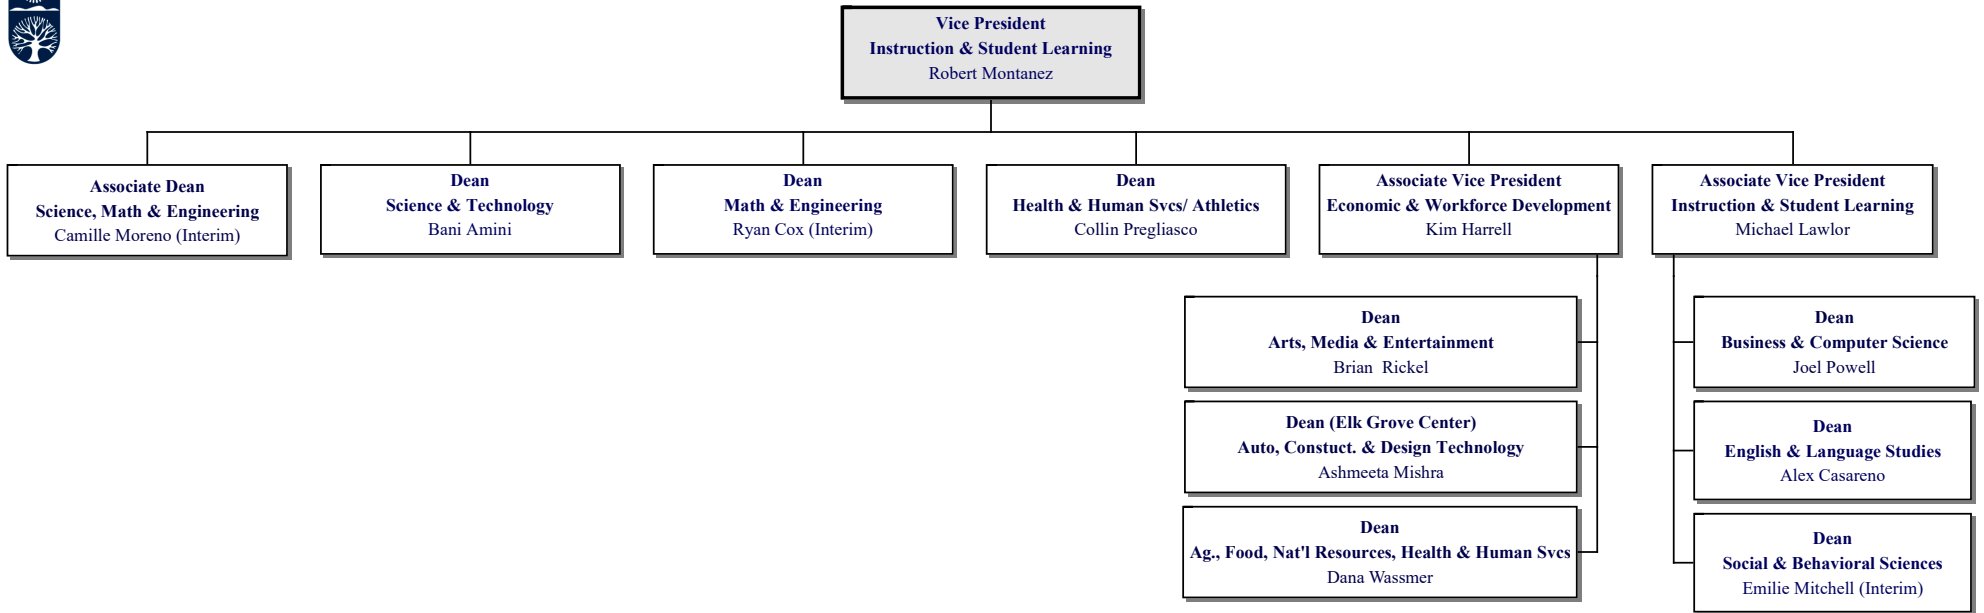 Vice President
Instruction & Student Learning
Robert Montanez
Associate Dean
Science, Math & Engineering
Camille Moreno (Interim)
Dean
Science & Technology
Bani Amini
Dean
Math & Engineering
Ryan Cox (Interim)
Dean
Health & Human Svcs/ Athletics
Collin Pregliasco
Associate Vice President
Economic & Workforce Development
Kim Harrell
Associate Vice President
Instruction & Student Learning
Michael Lawlor
Dean
Arts, Media & Entertainment
Brian Rickel
Dean (Elk Grove Center)
Auto, Constuct. & Design Technology
Ashmeeta Mishra
Dean
Ag., Food, Nat'l Resources, Health & Human Svcs
Dana Wassmer
Dean
Business & Computer Science
Joel Powell
Dean
English & Language Studies
Alex Casareno
Dean
Social & Behavioral Sciences
Emilie Mitchell (Interim)